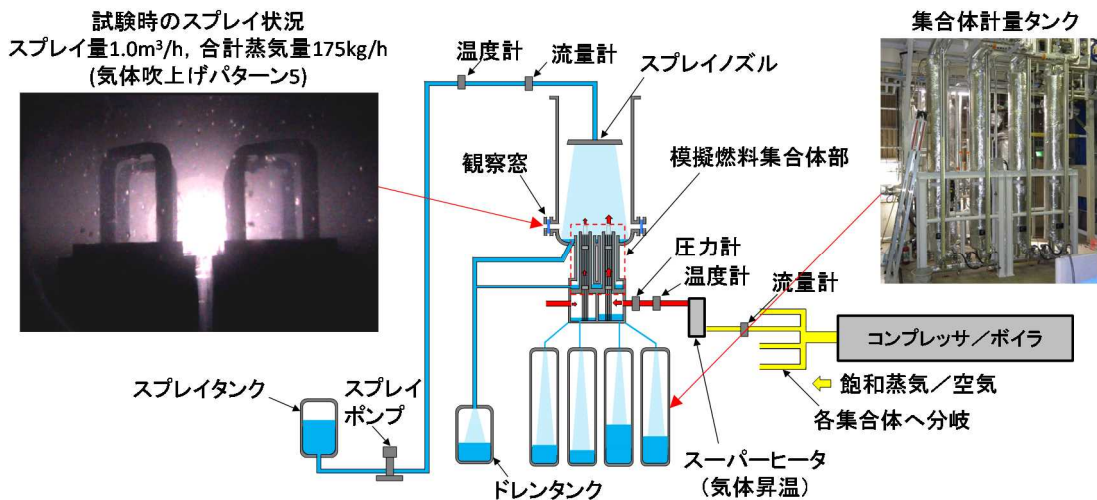 試験時のスプレイ状況
スプレイ量1.0m³/h, 合計蒸気量175kg/h
(気体吹上げパターン5)
集合体計量タンク
温度計
流量計
スプレイノズル
観察窓
模擬燃料集合体部
圧力計
温度計
流量計
コンプレッサ／ボイラ
飽和蒸気／空気
各集合体へ分岐
スプレイタンク
スプレイ
ポンプ
ドレンタンク
スーパーヒータ
(気体昇温)